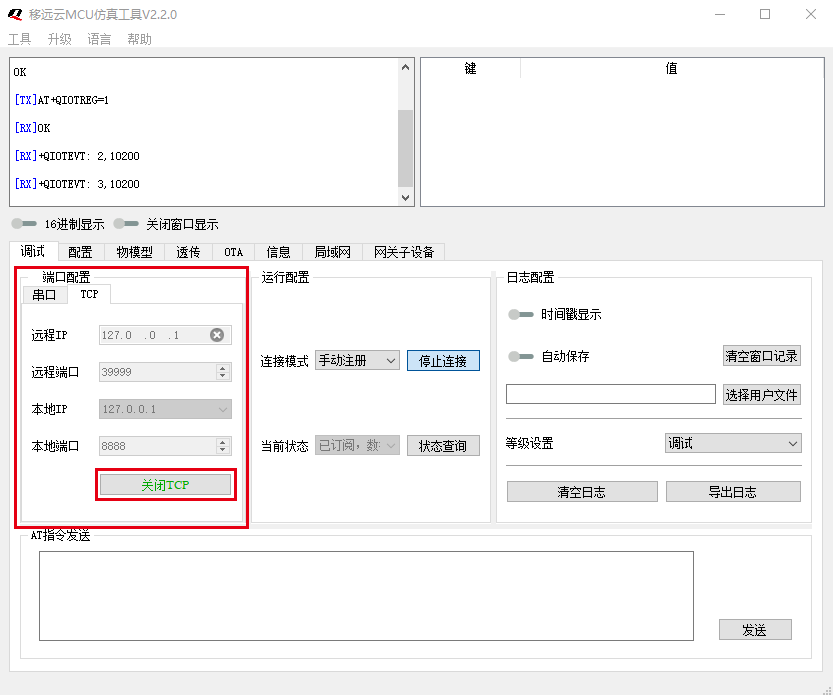 移远云MCU仿真工具V2.2.0
工具 升级 语言 帮助
OK
[TX]AT+QIOTREG=1
[RX]OK
[RX]+QIOTEVT: 2,10200
[RX]+QIOTEVT: 3,10200
键 值
16进制显示 关闭窗口显示
调试 配置 物模型 透传 OTA 信息 局域网 网关子设备
端口配置
串口 TCP
远程IP 127.0 .0 .1
远程端口 39999
本地IP 127.0.0.1
本地端口 8888
关闭TCP
运行配置
连接模式 手动注册 停止连接
当前状态 已订阅，数 状态查询
日志配置
时间戳显示
自动保存 清空窗口记录
选择用户文件
等级设置 调试
清空日志 导出日志
AT指令发送
发送